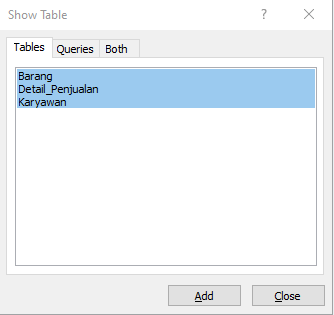 Show Table ?
Tables Queries Both
Barang
Detail_Penjualan
Karyawan
Add Close